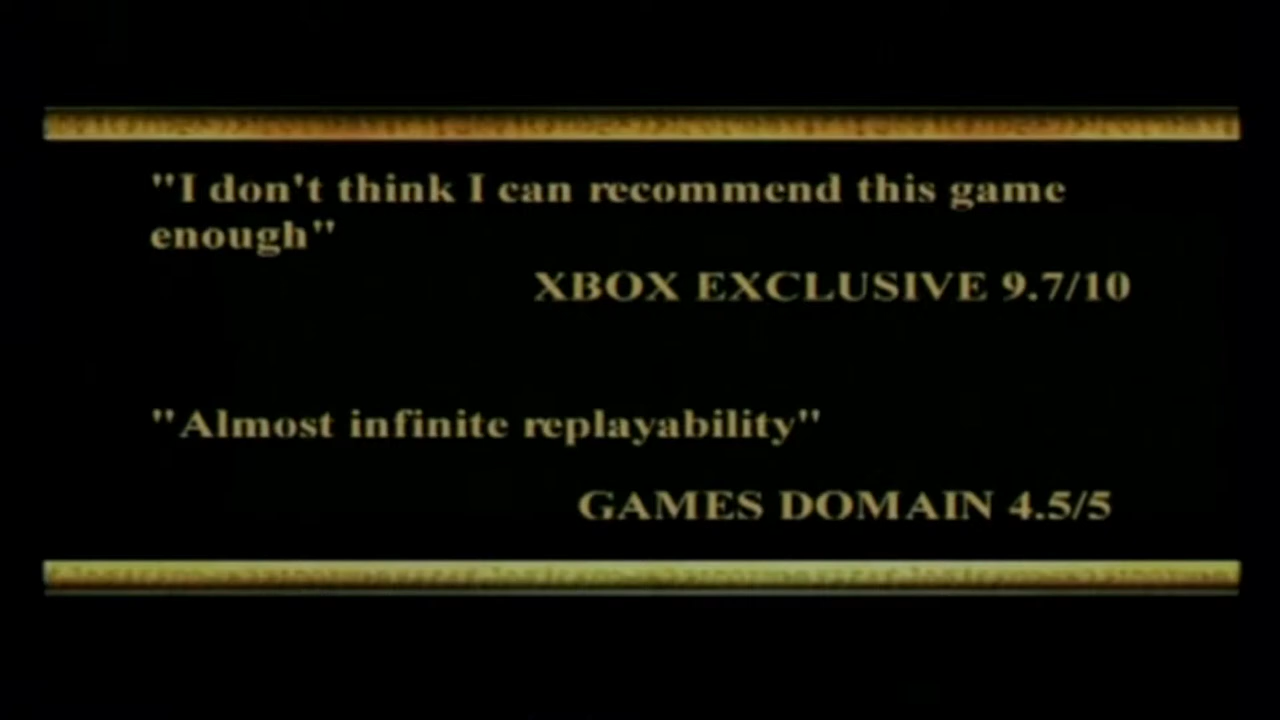 "I don't think I can recommend this game
enough"
XBOX EXCLUSIVE 9.7/10
"Almost infinite replayability"
GAMES DOMAIN 4.5/5